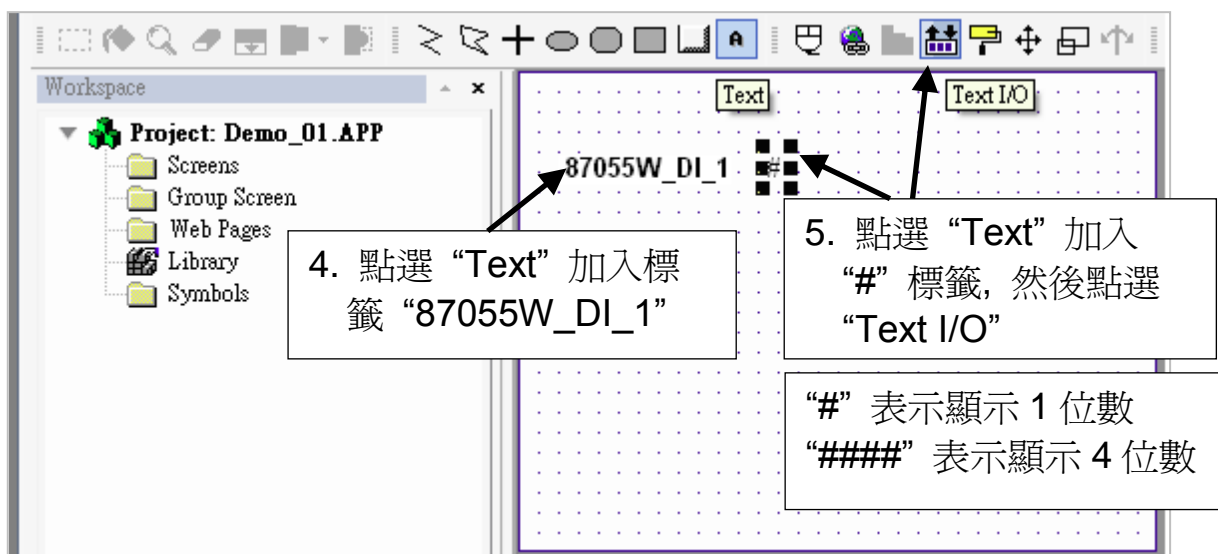 A
Workspace
Text
Text I/O
Project: Demo_01.APP
Screens
Group Screen
Web Pages
Library
Symbols
87055W_DI_1
#
4. 點選 “Text” 加入標
籤 “87055W_DI_1”
5. 點選 “Text” 加入
“#” 標籤, 然後點選
“Text I/O”
“#” 表示顯示 1 位數
“####” 表示顯示 4 位數